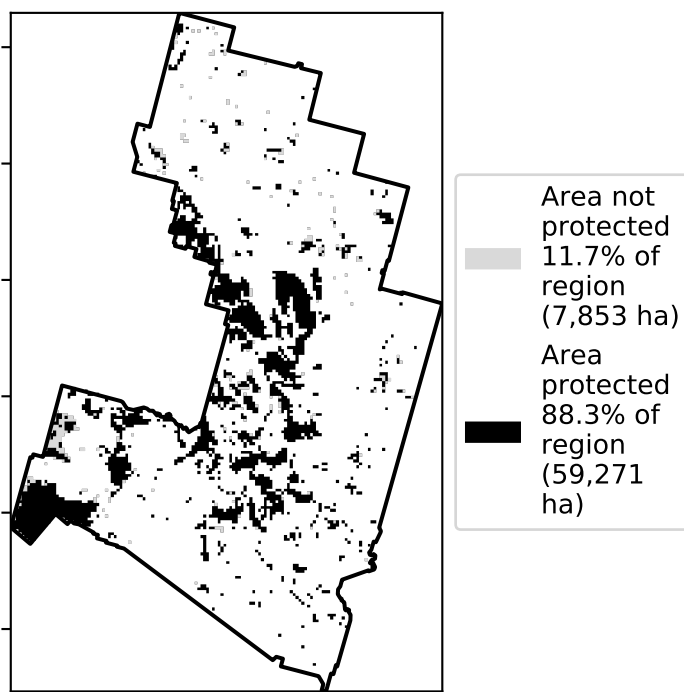 Area not
protected
11.7% of
region
(7,853 ha)
Area
protected
88.3% of
region
(59,271
ha)